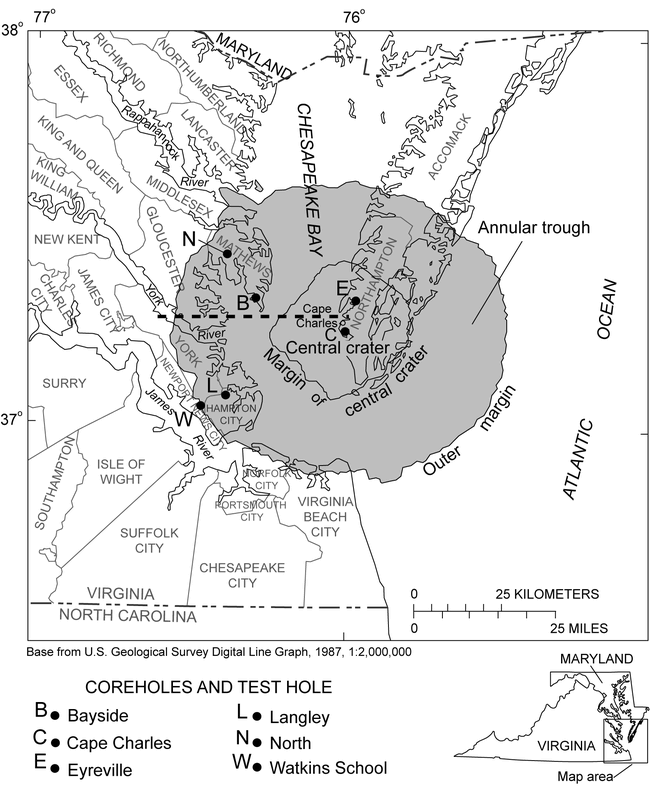 77° 76°
38°
MARYLAND
L
RICHMOND
NORTHUMBERLAND
ESSEX
Rappahannock
LANCASTER
CHESAPEAKE BAY
ACCOMACK
KING AND QUEEN
KING
WILLIAM
River
MIDDLESEX
GLOUCESTER
Annular trough
NEW KENT
N
MATHEWS
NORTHAMPTON
CHARLES
CITY
JAMES CITY
York
B
E
OCEAN
Cape
Charles
C
River
YORK
Central crater
Margin of
central crater
SURRY
NEWPORT NEWS CITY
L
HAMPTON
CITY
James
River
W
37°
margin
Outer
ATLANTIC
SOUTHAMPTON
ISLE OF
WIGHT
NORFOLK
CITY
PORTSMOUTH
CITY
VIRGINIA
BEACH
CITY
SUFFOLK
CITY
CHESAPEAKE
CITY
VIRGINIA
NORTH CAROLINA
0 25 KILOMETERS
0 25 MILES
Base from U.S. Geological Survey Digital Line Graph, 1987, 1:2,000,000
COREHOLES AND TEST HOLE
B Bayside
C Cape Charles
E Eyreville
L Langley
N North
W Watkins School
MARYLAND
VIRGINIA
Map area